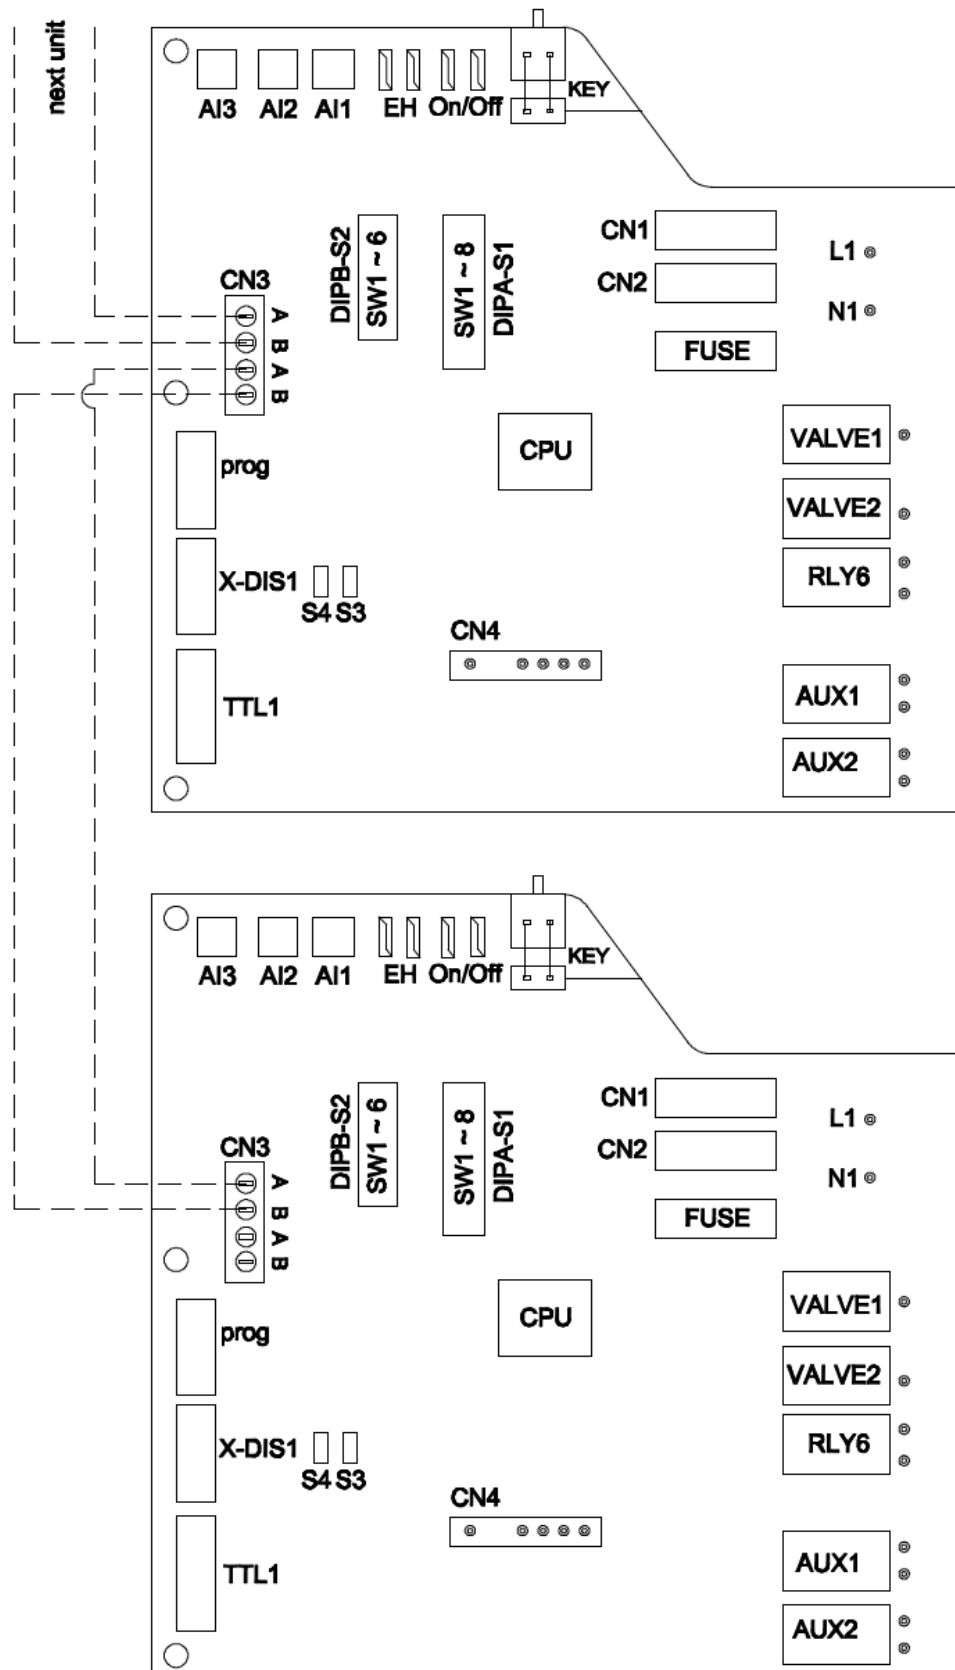 next unit
AI3 AI2 AI1 EH On/Off KEY
DIPB-S2
SW1 ~ 6
SW1 ~ 8
DIPA-S1
CN1
L1
CN3
CN2
A
N1
B
FUSE
A
B
VALVE1
prog
CPU
VALVE2
X-DIS1
RLY6
S4 S3
CN4
TTL1
AUX1
AUX2
AI3 AI2 AI1 EH On/Off KEY
DIPB-S2
SW1 ~ 6
SW1 ~ 8
DIPA-S1
CN1
L1
CN3
CN2
A
N1
B
FUSE
A
B
VALVE1
prog
CPU
VALVE2
X-DIS1
RLY6
S4 S3
CN4
TTL1
AUX1
AUX2